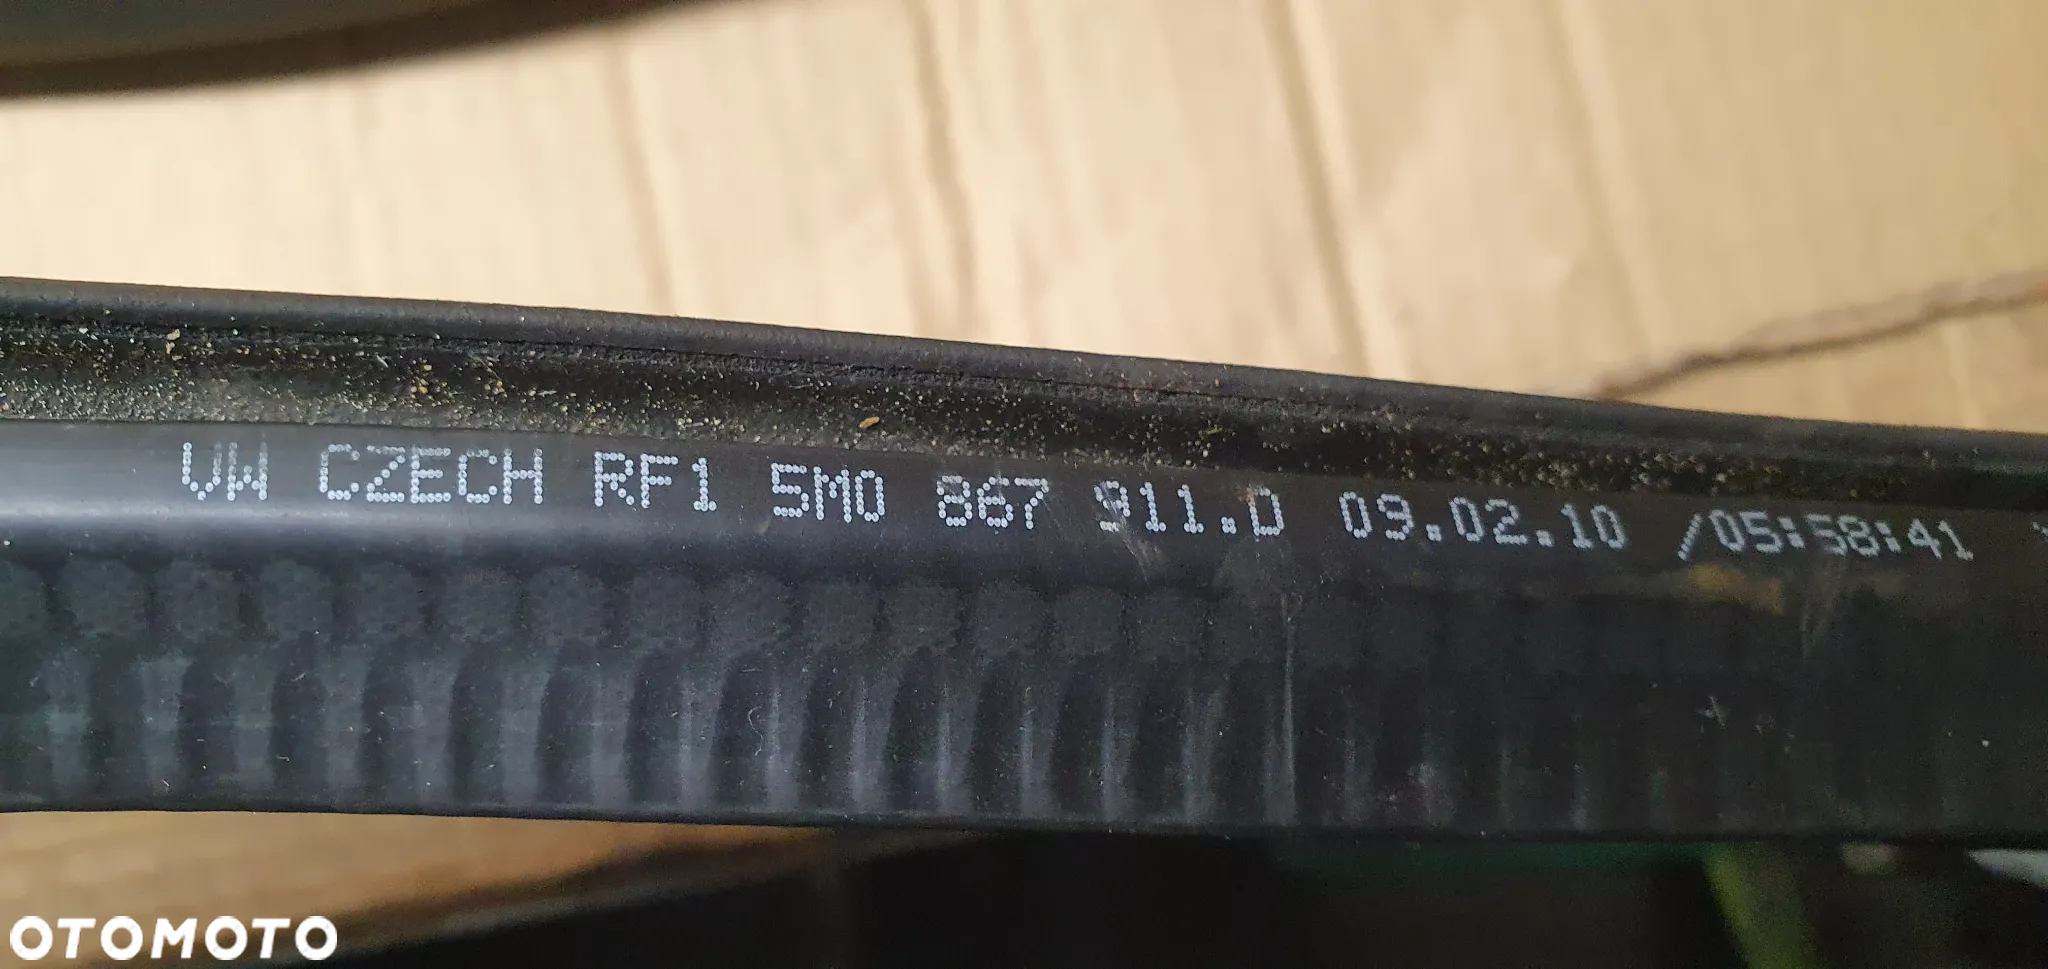 VW CZECH RF1 5M0 867 911.D 09.02.10 /05:58:41
OTOMOTO